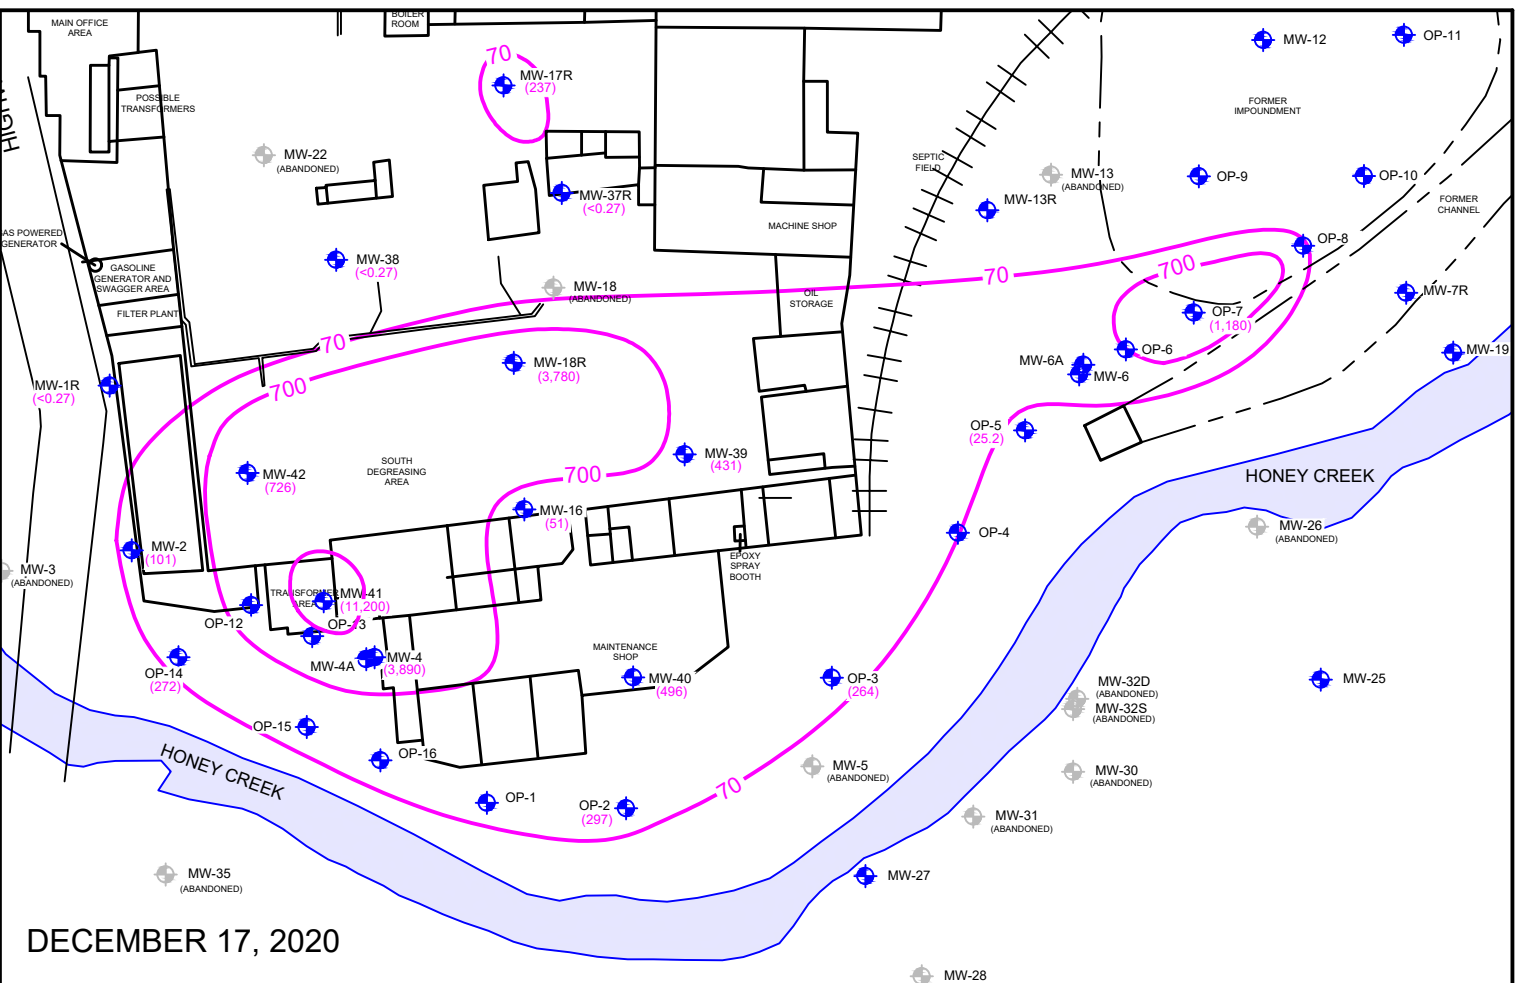 MAIN OFFICE
AREA
BOILER
ROOM
70
MW-17R
(237)
MW-12
OP-11
POSSIBLE
TRANSFORMERS
FORMER
IMPOUNDMENT
MW-22
(ABANDONED)
SEPTIC
FIELD
MW-13
(ABANDONED)
OP-9
OP-10
MW-37R
(<0.27)
MW-13R
FORMER
CHANNEL
MACHINE SHOP
GENERATOR
OP-8
MW-38
(<0.27)
GASOLINE
GENERATOR AND
SWAGGER AREA
70
700
MW-18
(ABANDONED)
OIL
STORAGE
MW-7R
FILTER PLANT
OP-7
(1,180)
70
OP-6
MW-19
MW-6A
MW-6
MW-18R
(3,780)
MW-1R
(<0.27)
700
OP-5
(25.2)
MW-39
(431)
SOUTH
DEGREASING
AREA
MW-42
(726)
700
HONEY CREEK
MW-16
(51)
MW-26
(ABANDONED)
OP-4
MW-2
(101)
EPOXY
SPRAY
BOOTH
MW-3
(ABANDONED)
TRANSFORMER
AREA
MW-41
(11,200)
OP-12
OP-13
MAINTENANCE
SHOP
MW-4A
MW-4
(3,890)
OP-14
(272)
MW-40
(496)
OP-3
(264)
MW-32D
(ABANDONED)
MW-32S
(ABANDONED)
MW-25
OP-15
OP-16
HONEY CREEK
MW-5
(ABANDONED)
MW-30
(ABANDONED)
70
OP-1
OP-2
(297)
MW-31
(ABANDONED)
MW-35
(ABANDONED)
MW-27
DECEMBER 17, 2020
MW-28